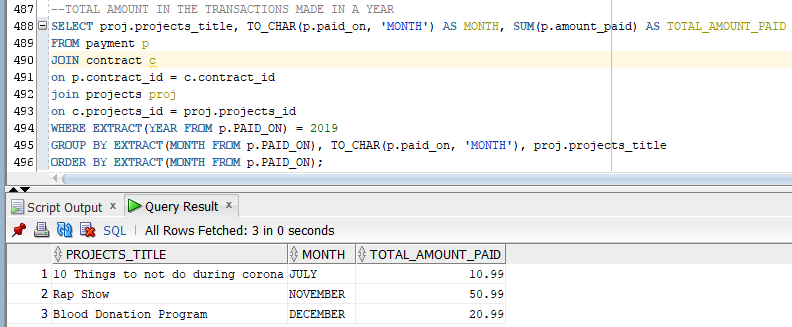 487 --TOTAL AMOUNT IN THE TRANSACTIONS MADE IN A YEAR
488 SELECT proj.projects_title, TO_CHAR(p.paid_on, 'MONTH') AS MONTH, SUM(p.amount_paid) AS TOTAL_AMOUNT_PAID
489 FROM payment p
490 JOIN contract c
491 on p.contract_id = c.contract_id
492 join projects proj
493 on c.projects_id = proj.projects_id
494 WHERE EXTRACT(YEAR FROM p.PAID_ON) = 2019
495 GROUP BY EXTRACT(MONTH FROM p.PAID_ON), TO_CHAR(p.paid_on, 'MONTH'), proj.projects_title
496 ORDER BY EXTRACT(MONTH FROM p.PAID_ON);
Script Output x Query Result x
SQL | All Rows Fetched: 3 in 0 seconds
PROJECTS_TITLE MONTH TOTAL_AMOUNT_PAID
1 10 Things to not do during corona JULY 10.99
2 Rap Show NOVEMBER 50.99
3 Blood Donation Program DECEMBER 20.99